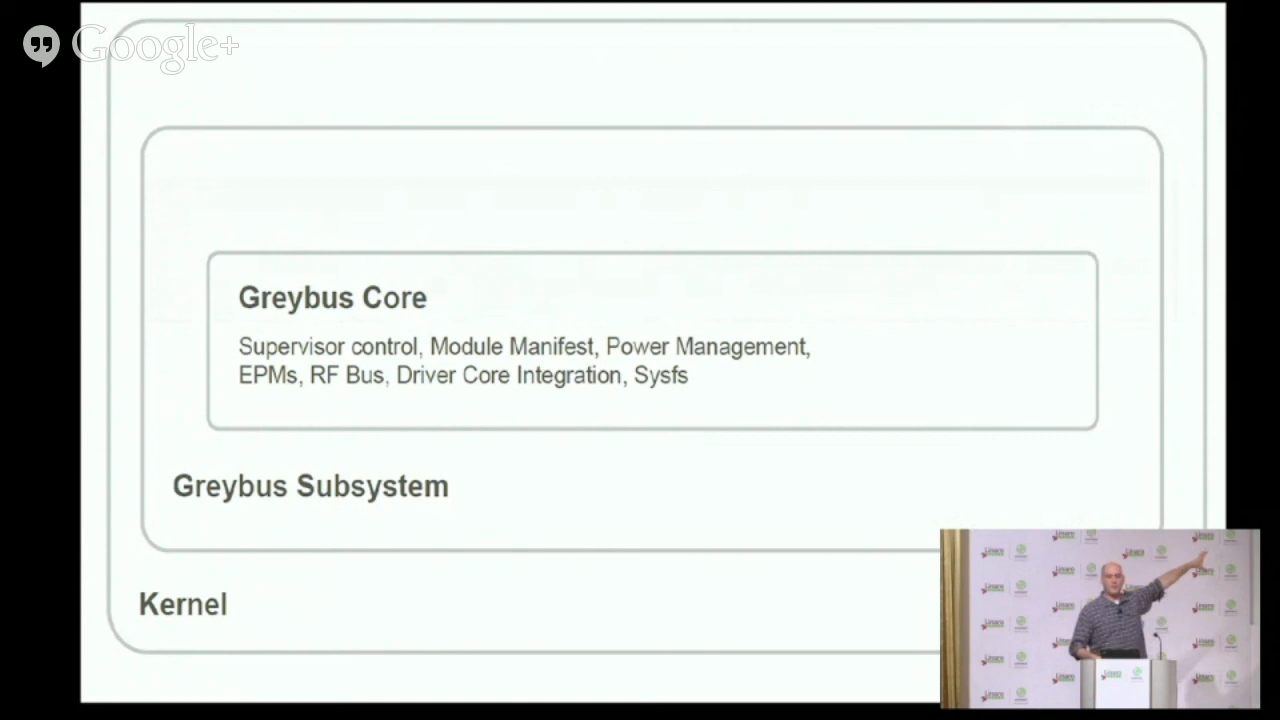 Google+
Greybus Core
Supervisor control, Module Manifest, Power Management,
EPMs, RF Bus, Driver Core Integration, Sysfs
Greybus Subsystem
Kernel
Linaro